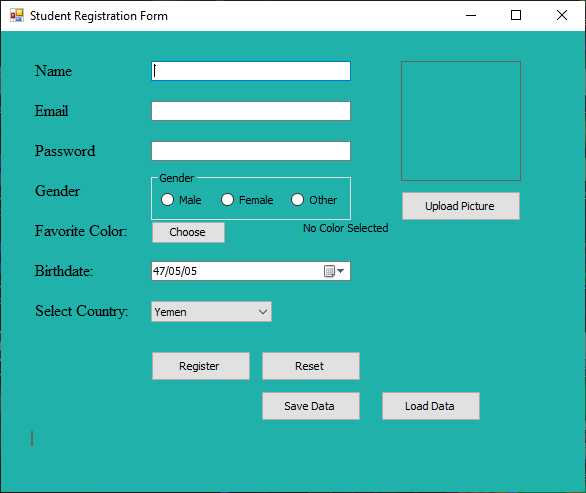 Student Registration Form
Name
Email
Password
Gender
Gender
Male Female Other
Upload Picture
Favorite Color: Choose No Color Selected
Birthdate: 47/05/05
Select Country: Yemen
Register Reset
Save Data Load Data